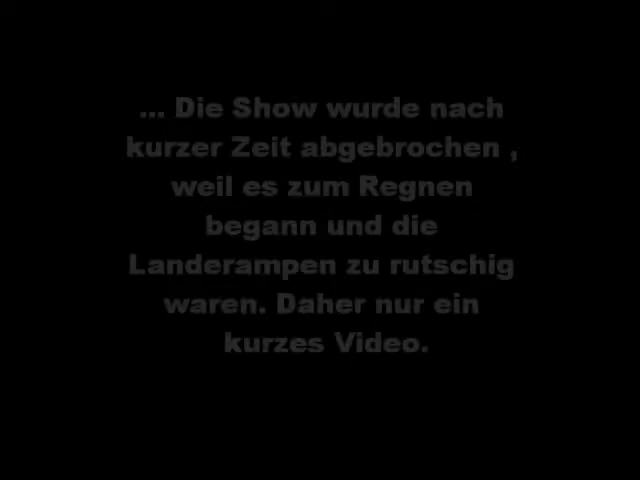 ... Die Show wurde nach
kurzer Zeit abgebrochen ,
weil es zum Regnen
begann und die
Landerampen zu rutschig
waren. Daher nur ein
kurzes Video.